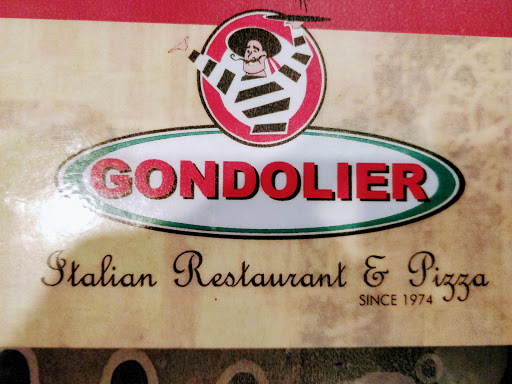 GONDOLIER
Italian Restaurant & Pizza
SINCE 1974